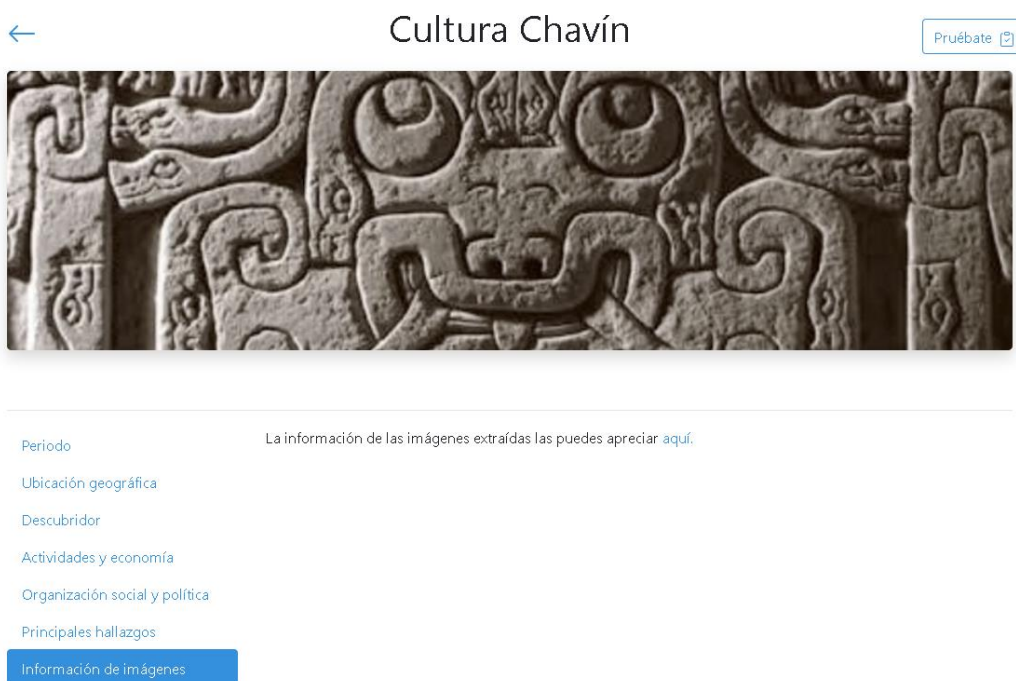 Cultura Chavín
Pruébate
Periodo
Ubicación geográfica
Descubridor
Actividades y economía
Organización social y política
Principales hallazgos
Información de imágenes
La información de las imágenes extraídas las puedes apreciar aquí.